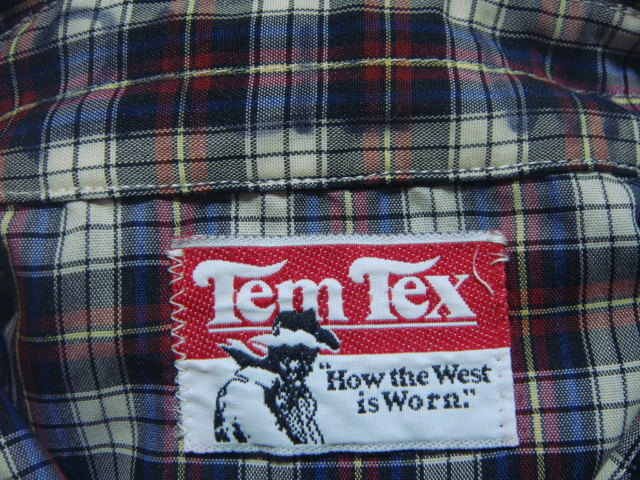 Tem Tex
"How the West
is Worn."